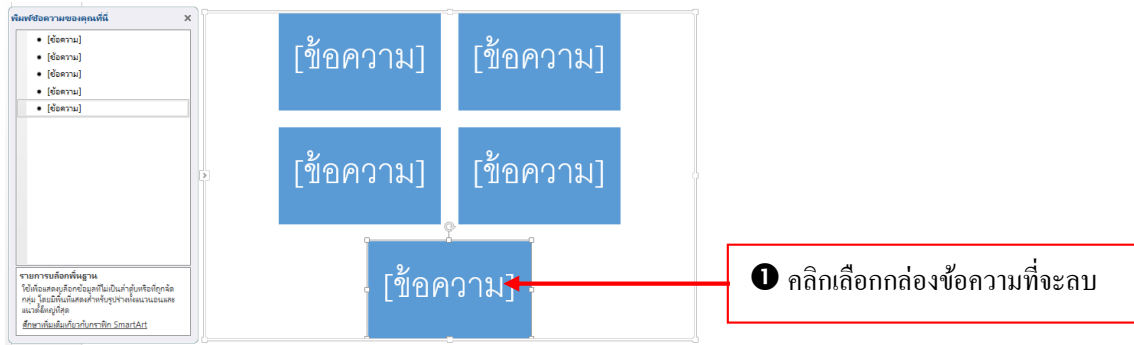 พิมพ์ข้อความของคุณที่นี่
[ข้อความ]
[ข้อความ]
[ข้อความ]
[ข้อความ]
[ข้อความ]
รายการบล็อกพื้นฐาน
ใช้เพื่อแสดงบล็อกข้อมูลที่ไม่เป็นลำดับหรือที่ถูกจัด
กลุ่ม โดยมีพื้นที่แสดงสำหรับรูปร่างทั้งแนวนอนและ
แนวตั้งใหญ่ที่สุด
ศึกษาเพิ่มเติมเกี่ยวกับกราฟิก SmartArt
[ข้อความ] [ข้อความ]
[ข้อความ] [ข้อความ]
[ข้อความ]
❶ คลิกเลือกกล่องข้อความที่จะลบ